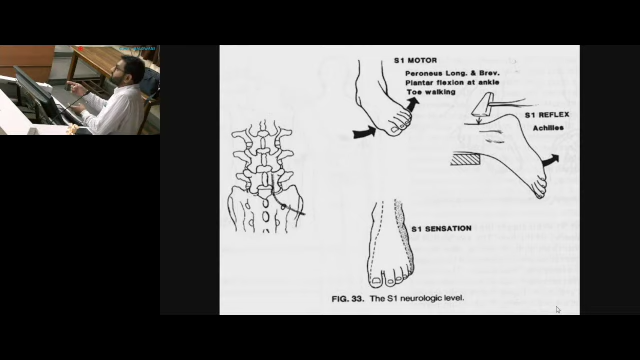 S1 MOTOR
Peroneus Long. & Brev.
Plantar flexion at ankle
Toe walking
S1 REFLEX
Achilles
S1 SENSATION
FIG. 33. The S1 neurologic level.